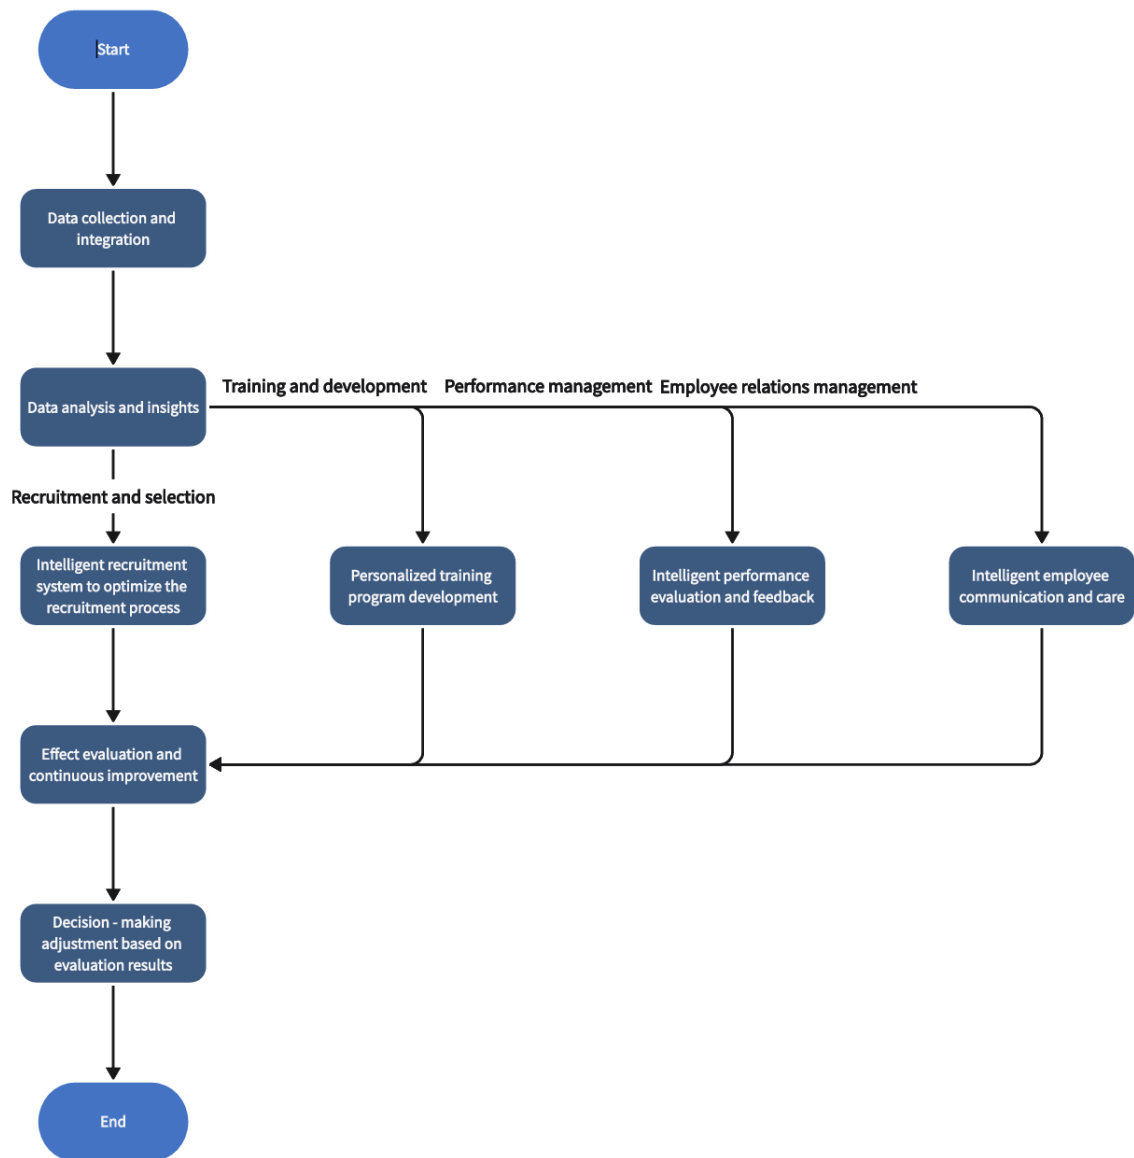 Start
Data collection and
integration
Data analysis and insights
Training and development
Performance management
Employee relations management
Recruitment and selection
Intelligent recruitment
system to optimize the
recruitment process
Personalized training
program development
Intelligent performance
evaluation and feedback
Intelligent employee
communication and care
Effect evaluation and
continuous improvement
Decision - making
adjustment based on
evaluation results
End